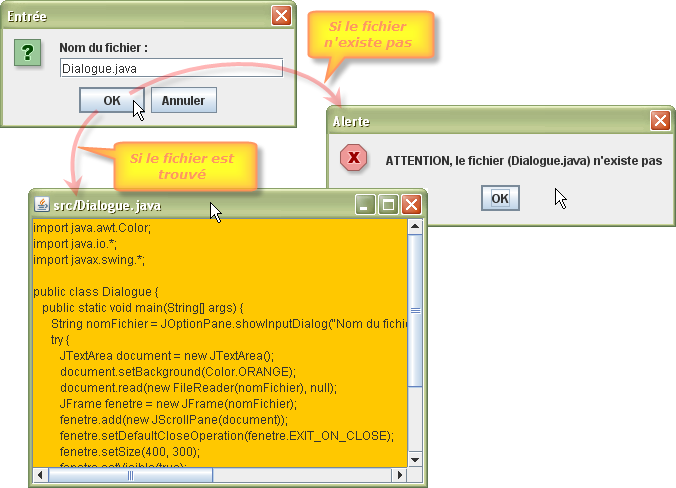 Entrée
Nom du fichier :
Dialogue.java
OK
Annuler
Si le fichier
n'existe pas
Alerte
ATTENTION, le fichier (Dialogue.java) n'existe pas
OK
Si le fichier est
trouvé
src/Dialogue.java
import java.awt.Color;
import java.io.*;
import javax.swing.*;
public class Dialogue {
public static void main(String[] args) {
String nomFichier = JOptionPane.showInputDialog("Nom du fichi
try {
JTextArea document = new JTextArea();
document.setBackground(Color.ORANGE);
document.read(new FileReader(nomFichier), null);
JFrame fenetre = new JFrame(nomFichier);
fenetre.add(new JScrollPane(document));
fenetre.setDefaultCloseOperation(fenetre.EXIT_ON_CLOSE);
fenetre.setSize(400, 300);
fenetre.setVisible(true);